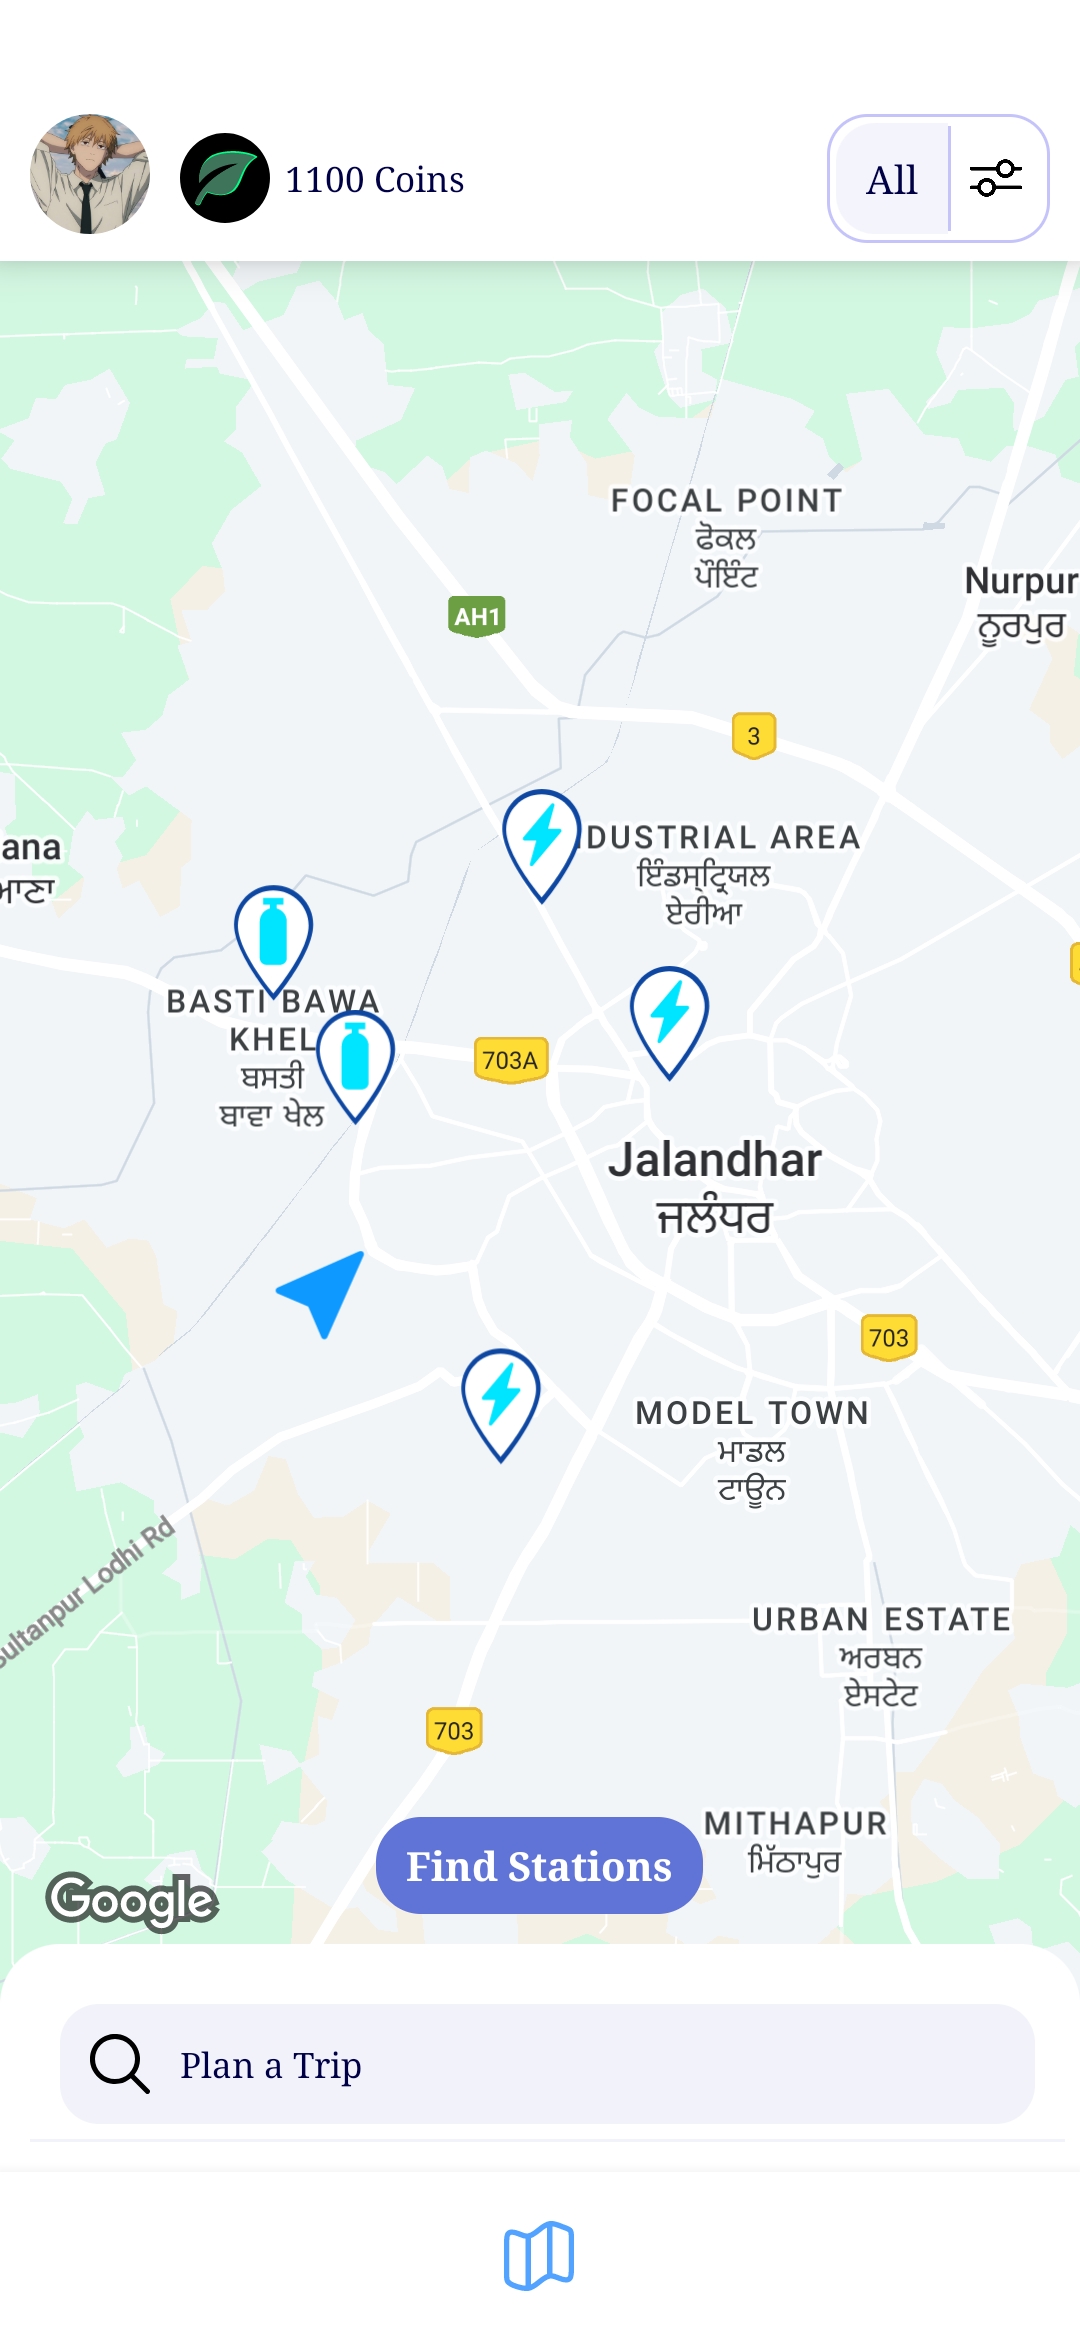 1100 Coins
All
FOCAL POINT
ਫੋਕਲ
ਪੌਇੰਟ
Nurpur
ਨੂਰਪੁਰ
AH1
3
DUSTRIAL AREA
ਇੰਡਸਟ੍ਰਿਯਲ
ਏਰੀਆ
ana
ਆਣਾ
BASTI BAWA
KHEL
ਬਸਤੀ
ਬਾਵਾ ਖੇਲ
703A
Jalandhar
ਜਲੰਧਰ
703
MODEL TOWN
ਮਾਡਲ
ਟਾਊਨ
Sultanpur Lodhi Rd
URBAN ESTATE
ਅਰਬਨ
ਏਸਟੇਟ
703
MITHAPUR
ਮਿੱਠਾਪੁਰ
Find Stations
Google
Plan a Trip